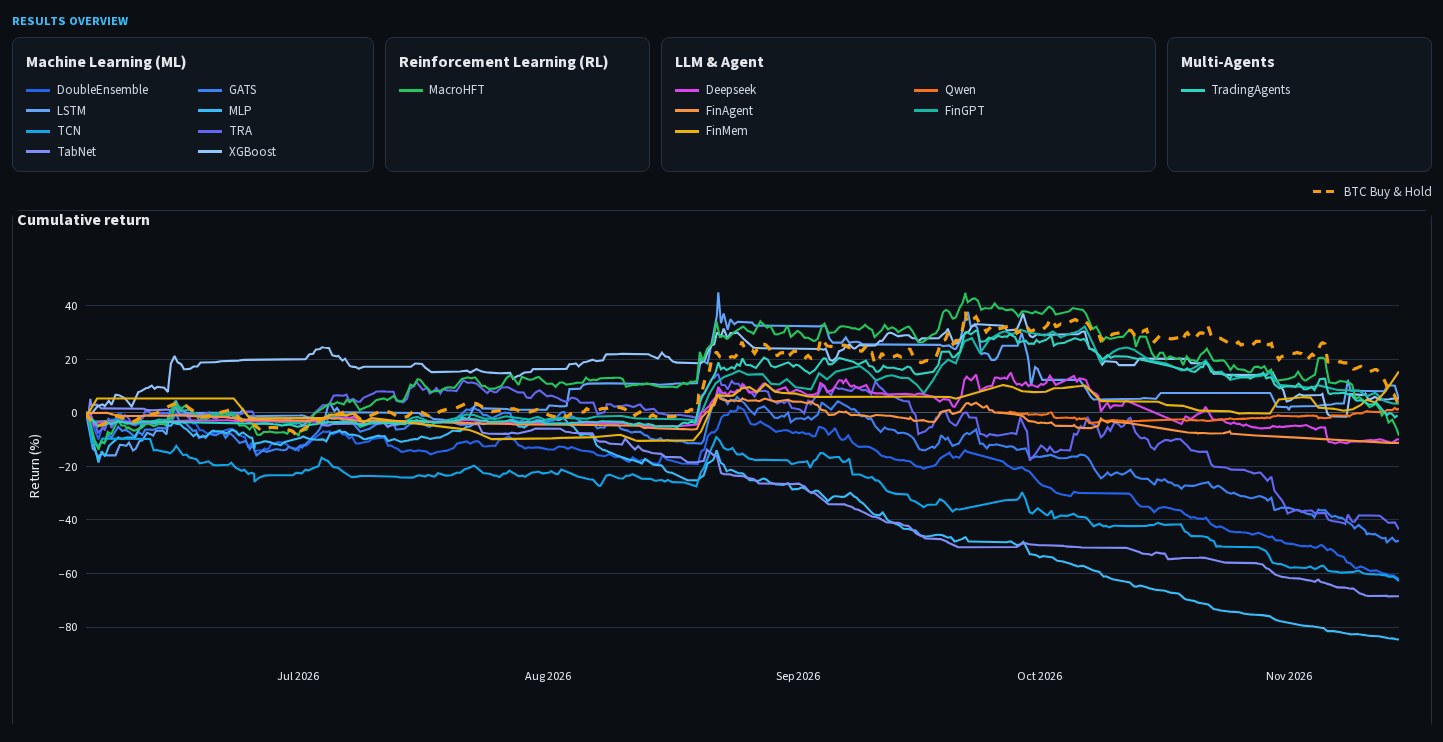 RESULTS OVERVIEW
Machine Learning (ML)
DoubleEnsemble GATS
LSTM MLP
TCN TRA
TabNet XGBoost
Reinforcement Learning (RL)
MacroHFT
LLM & Agent
Deepseek Qwen
FinAgent FinGPT
FinMem
Multi-Agents
TradingAgents
BTC Buy & Hold
Cumulative return
Return (%)
40
20
0
−20
−40
−60
−80
Jul 2026 Aug 2026 Sep 2026 Oct 2026 Nov 2026